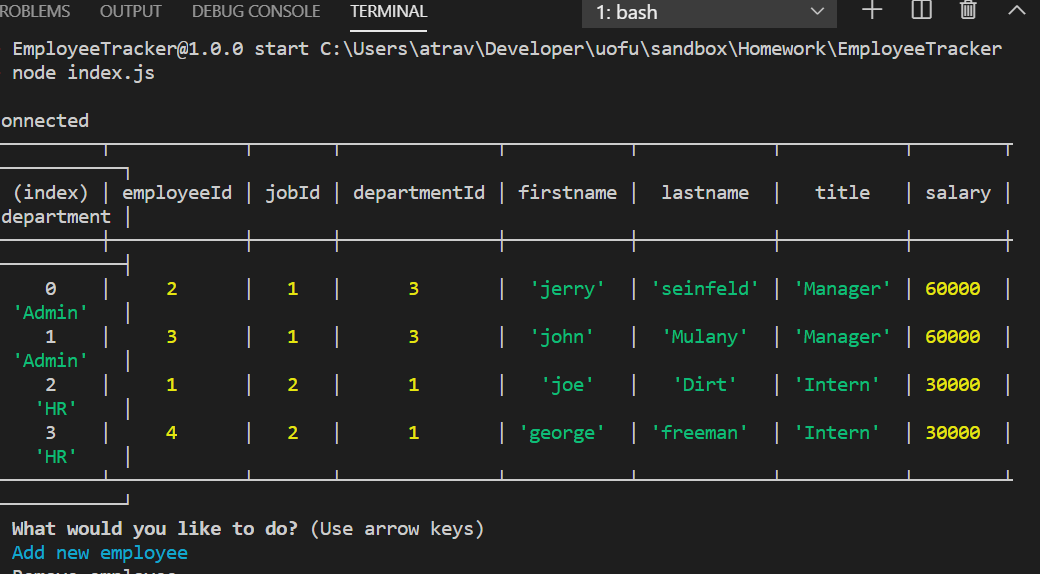 ROBLEMS OUTPUT DEBUG CONSOLE TERMINAL 1: bash
EmployeeTracker@1.0.0 start C:\Users\atrav\Developer\uofu\sandbox\Homework\EmployeeTracker
node index.js
onnected
(index) employeeId jobId departmentId firstname lastname title salary
department
0 2 1 3 'jerry' 'seinfeld' 'Manager' 60000
'Admin'
1 3 1 3 'john' 'Mulany' 'Manager' 60000
'Admin'
2 1 2 1 'joe' 'Dirt' 'Intern' 30000
'HR'
3 4 2 1 'george' 'freeman' 'Intern' 30000
'HR'
What would you like to do? (Use arrow keys)
Add new employee
Remove employee